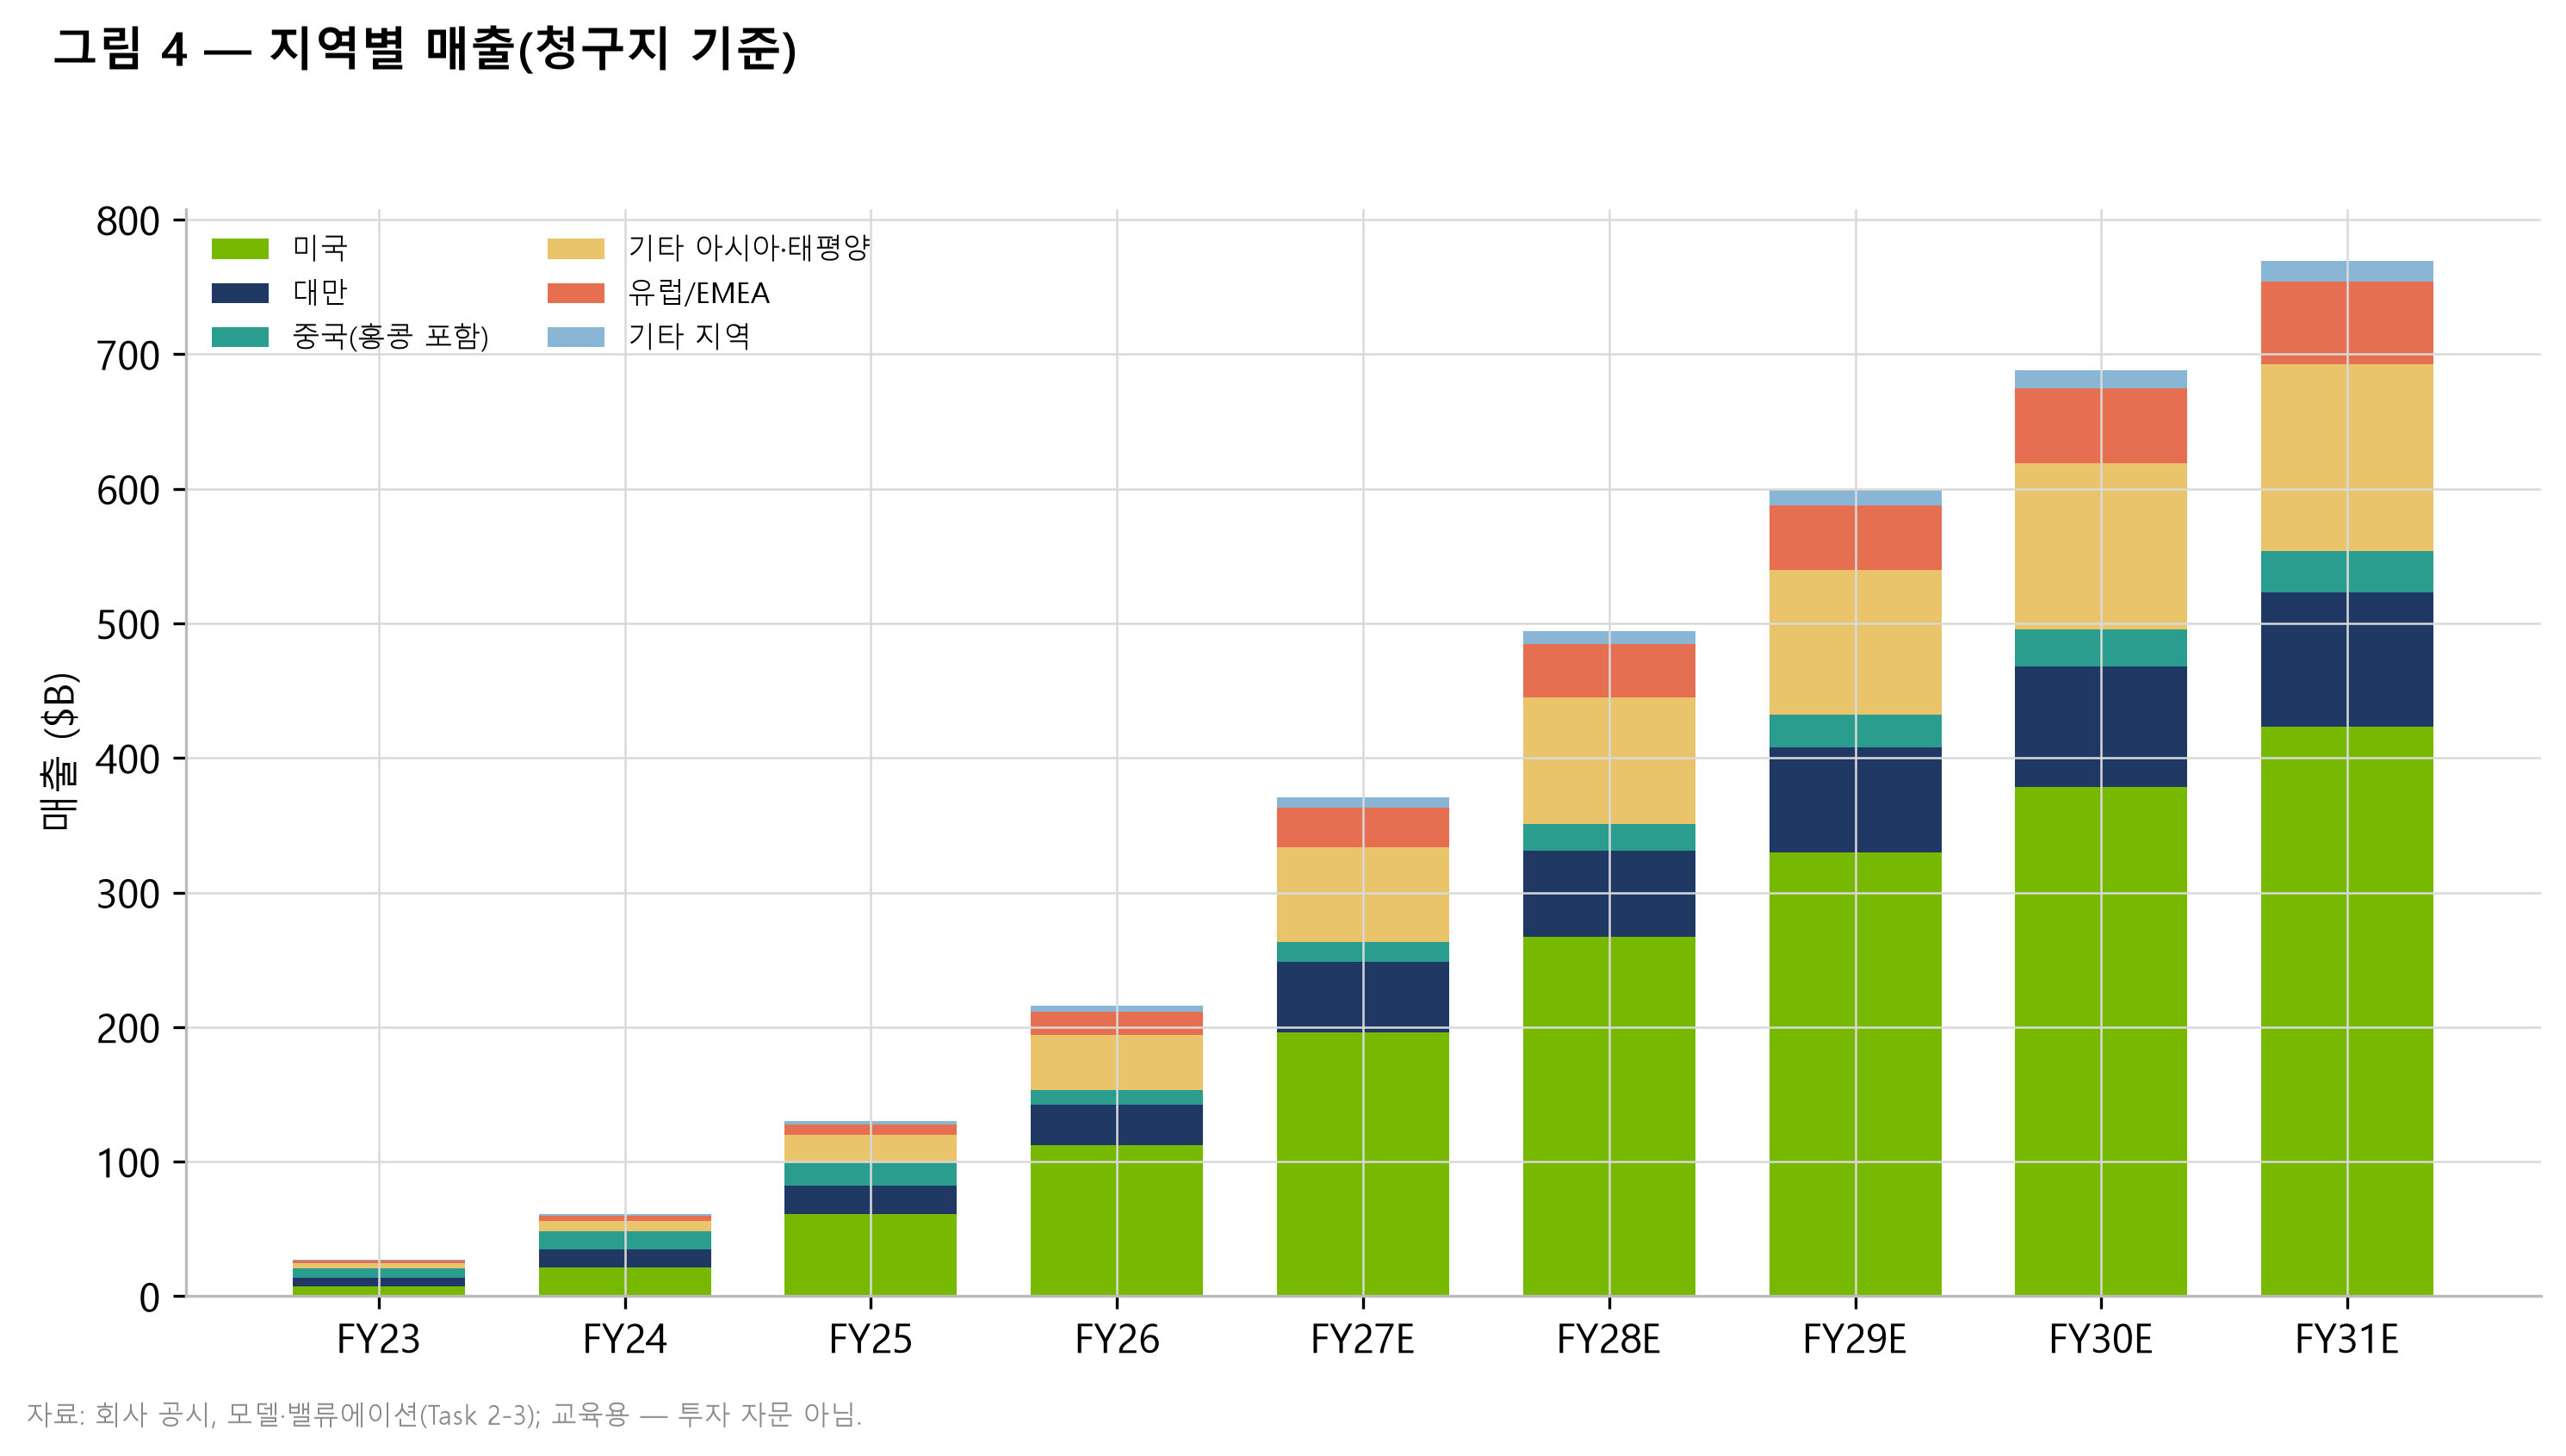 그림 4 — 지역별 매출(청구지 기준)
미국
대만
중국(홍콩 포함)
기타 아시아·태평양
유럽/EMEA
기타 지역
매출 ($B)
800
700
600
500
400
300
200
100
0
FY23 FY24 FY25 FY26 FY27E FY28E FY29E FY30E FY31E
자료: 회사 공시, 모델·밸류에이션(Task 2-3); 교육용 — 투자 자문 아님.